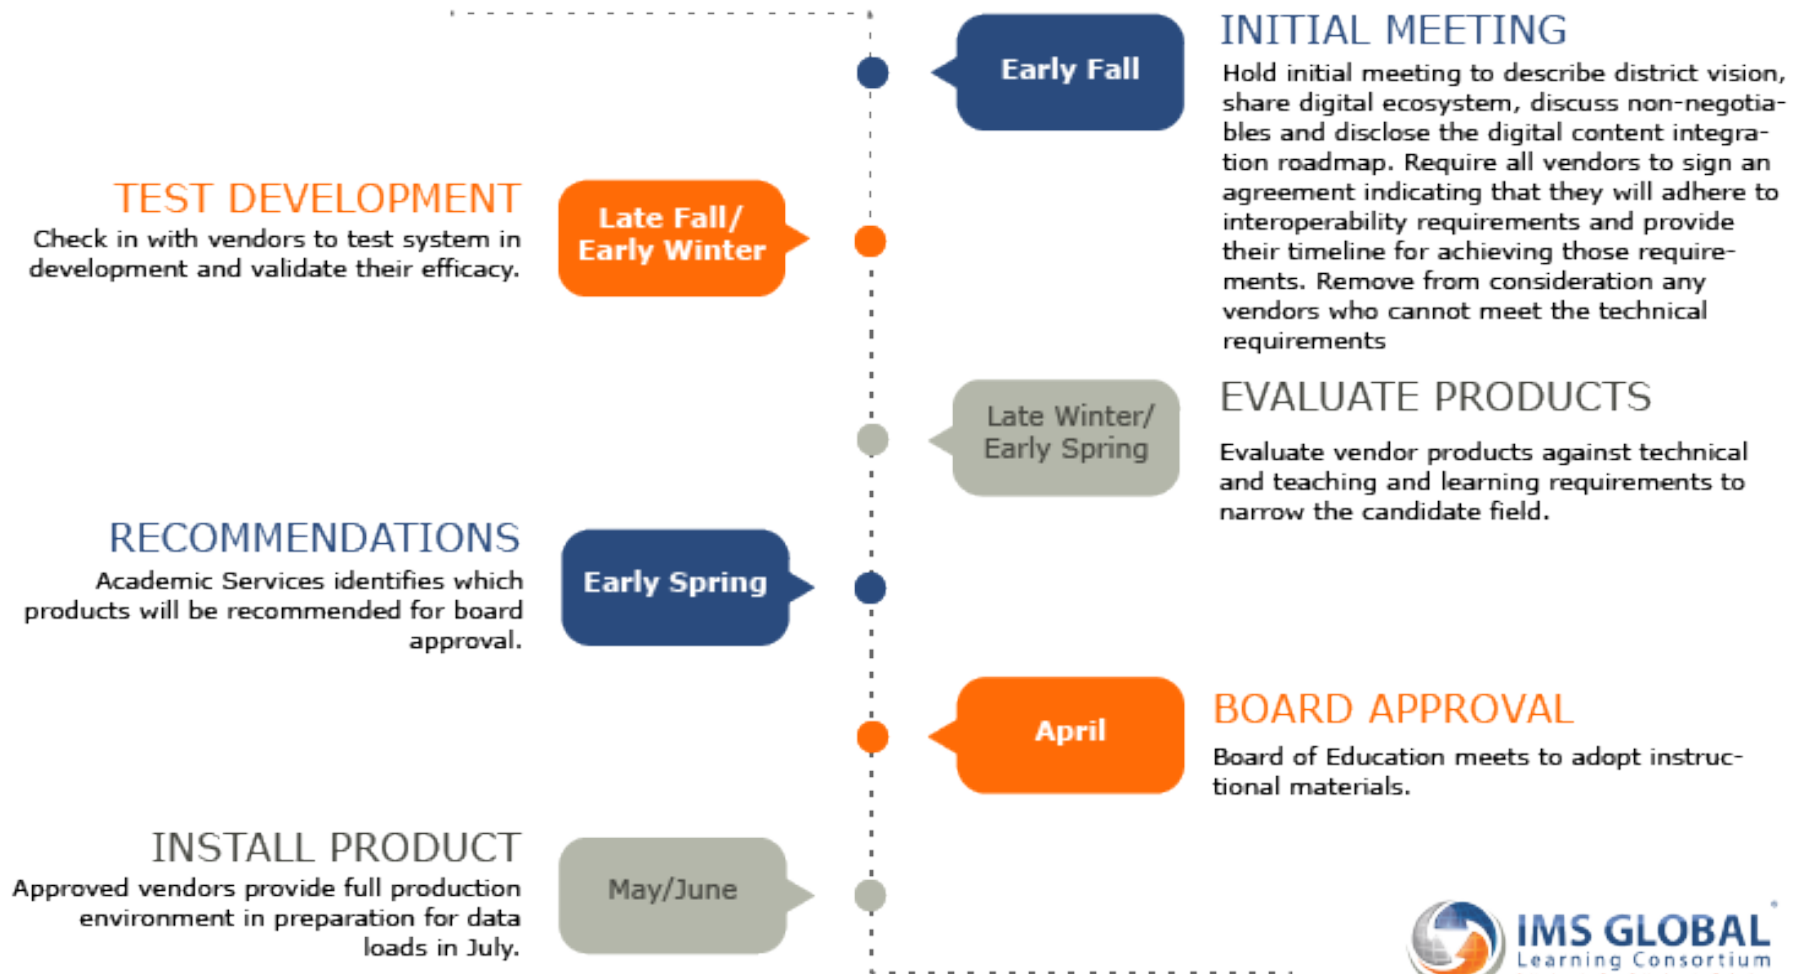 Early Fall
INITIAL MEETING
Hold initial meeting to describe district vision,
share digital ecosystem, discuss non-negotia-
bles and disclose the digital content integra-
tion roadmap. Require all vendors to sign an
agreement indicating that they will adhere to
interoperability requirements and provide
their timeline for achieving those require-
ments. Remove from consideration any
vendors who cannot meet the technical
requirements
TEST DEVELOPMENT
Check in with vendors to test system in
development and validate their efficacy.
Late Fall/
Early Winter
Late Winter/
Early Spring
EVALUATE PRODUCTS
Evaluate vendor products against technical
and teaching and learning requirements to
narrow the candidate field.
RECOMMENDATIONS
Academic Services identifies which
products will be recommended for board
approval.
Early Spring
April
BOARD APPROVAL
Board of Education meets to adopt instruc-
tional materials.
INSTALL PRODUCT
Approved vendors provide full production
environment in preparation for data
loads in July.
May/June
IMS GLOBAL
Learning Consortium